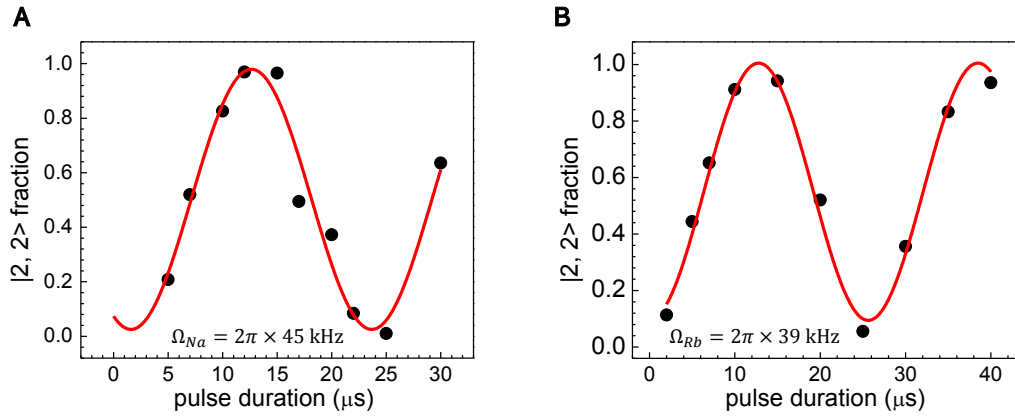 A
|2, 2> fraction
1.0
0.8
0.6
0.4
0.2
0.0
Ω_Na = 2π × 45 kHz
0 5 10 15 20 25 30
pulse duration (μs)
B
|2, 2> fraction
1.0
0.8
0.6
0.4
0.2
0.0
Ω_Rb = 2π × 39 kHz
0 10 20 30 40
pulse duration (μs)